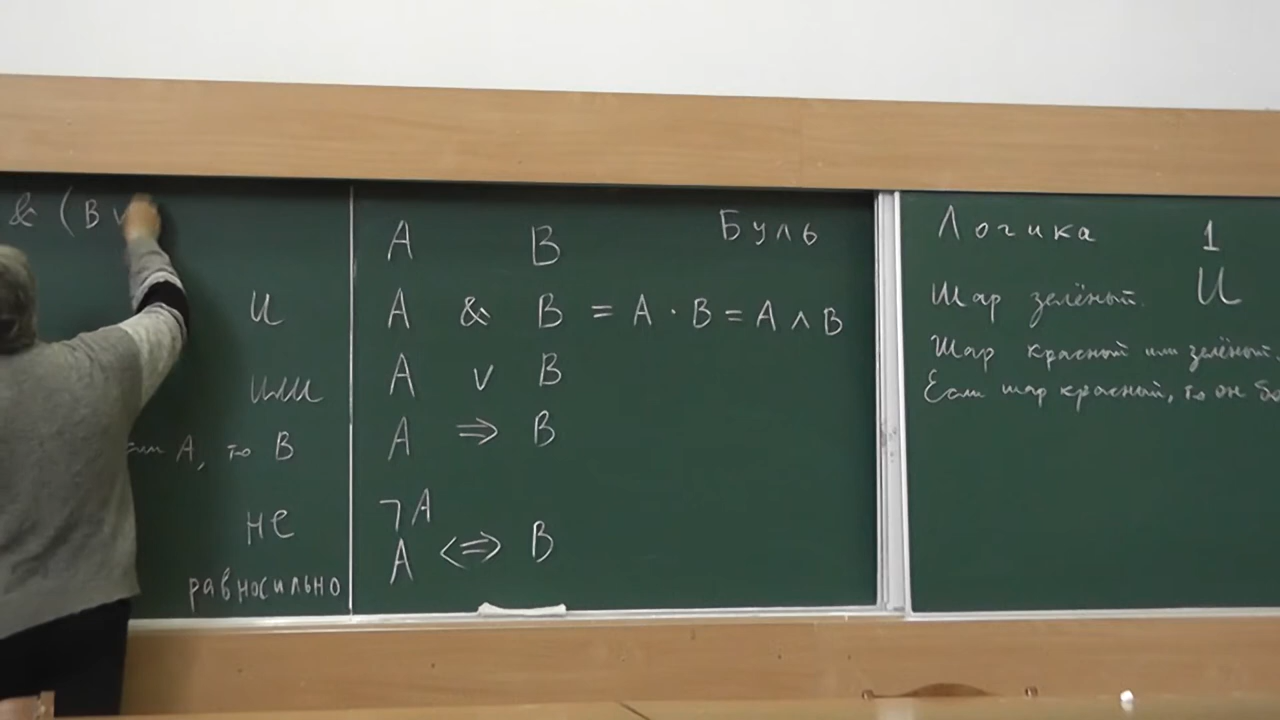 & (B v
и
или
A, то B
не
равносильно
A B Буль
A & B = A · B = A ∧ B
A v B
A ⇒ B
¬A
A <=> B
Логика 1
Шар зелёный. И
Шар красный или зелёный.
Если шар красный, то он